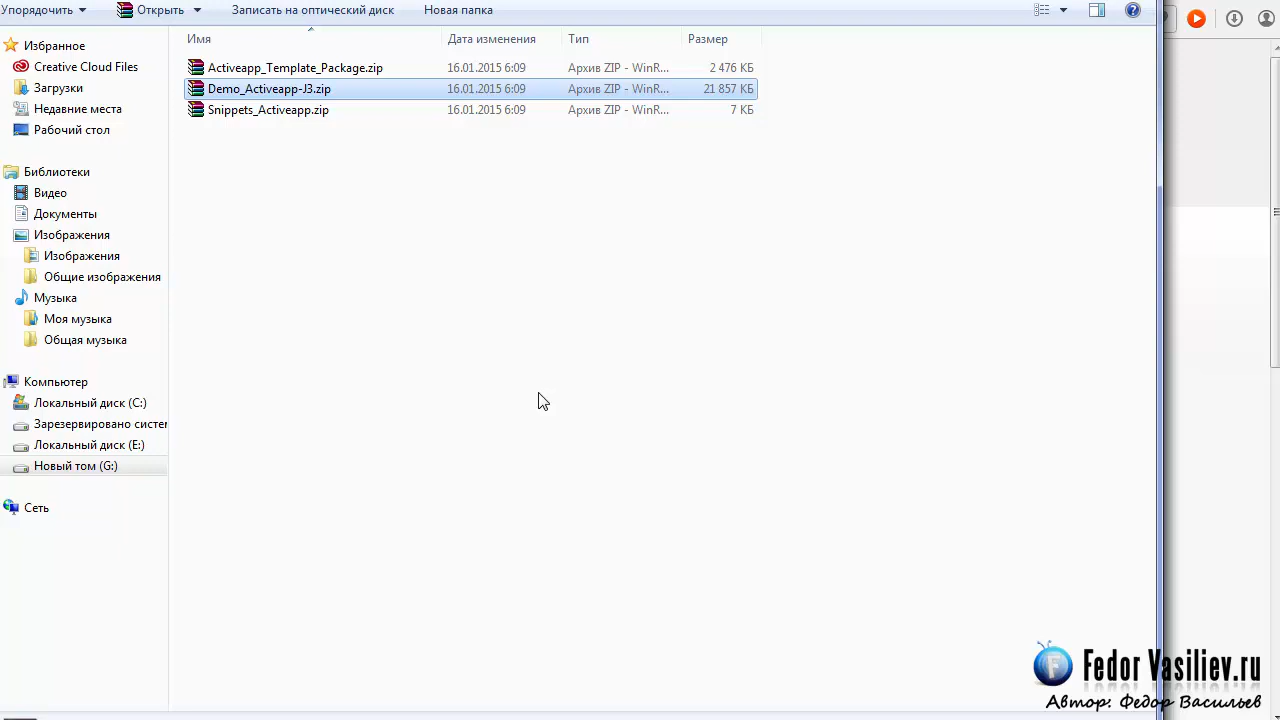 Упорядочить Открыть Записать на оптический диск Новая папка
Имя Дата изменения Тип Размер
Activeapp_Template_Package.zip 16.01.2015 6:09 Архив ZIP - WinR... 2 476 КБ
Demo_Activeapp-J3.zip 16.01.2015 6:09 Архив ZIP - WinR... 21 857 КБ
Snippets_Activeapp.zip 16.01.2015 6:09 Архив ZIP - WinR... 7 КБ
Избранное
Creative Cloud Files
Загрузки
Недавние места
Рабочий стол
Библиотеки
Видео
Документы
Изображения
Изображения
Общие изображения
Музыка
Моя музыка
Общая музыка
Компьютер
Локальный диск (C:)
Зарезервировано систем
Локальный диск (E:)
Новый том (G:)
Сеть
Fedor Vasiliev.ru
Автор: Федор Васильев